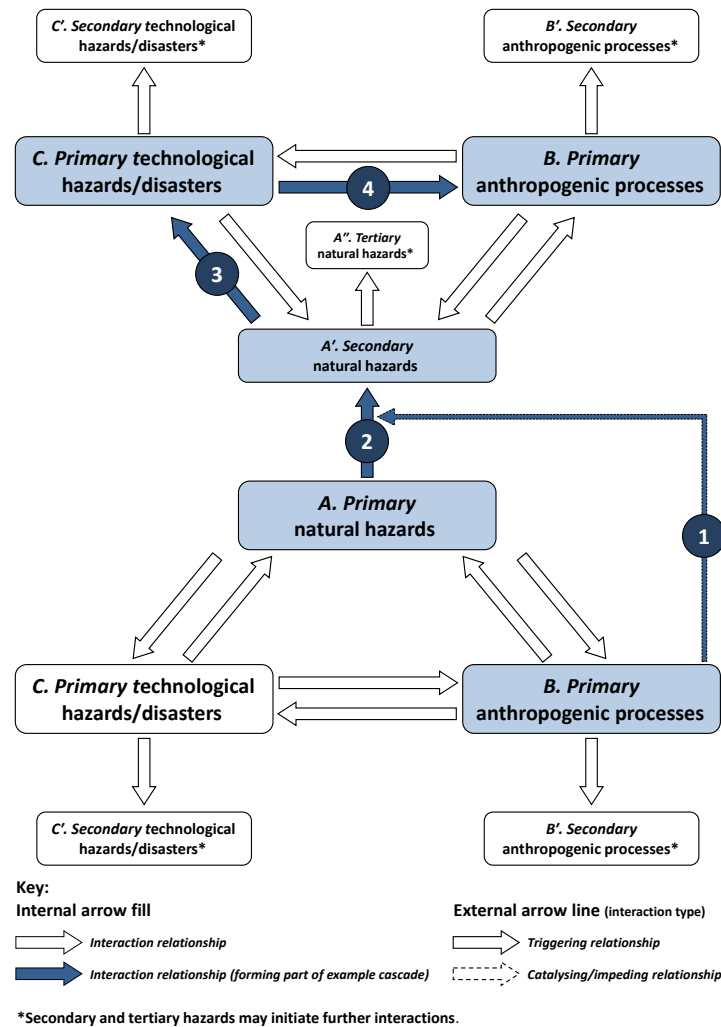 C'. Secondary technological
hazards/disasters*
B'. Secondary
anthropogenic processes*
C. Primary technological
hazards/disasters
B. Primary
anthropogenic processes
4
A''. Tertiary
natural hazards*
3
A'. Secondary
natural hazards
2
1
A. Primary
natural hazards
C. Primary technological
hazards/disasters
B. Primary
anthropogenic processes
C'. Secondary technological
hazards/disasters*
B'. Secondary
anthropogenic processes*
Key:
Internal arrow fill
External arrow line (interaction type)
Interaction relationship
Triggering relationship
Interaction relationship (forming part of example cascade)
Catalysing/impeding relationship
*Secondary and tertiary hazards may initiate further interactions.